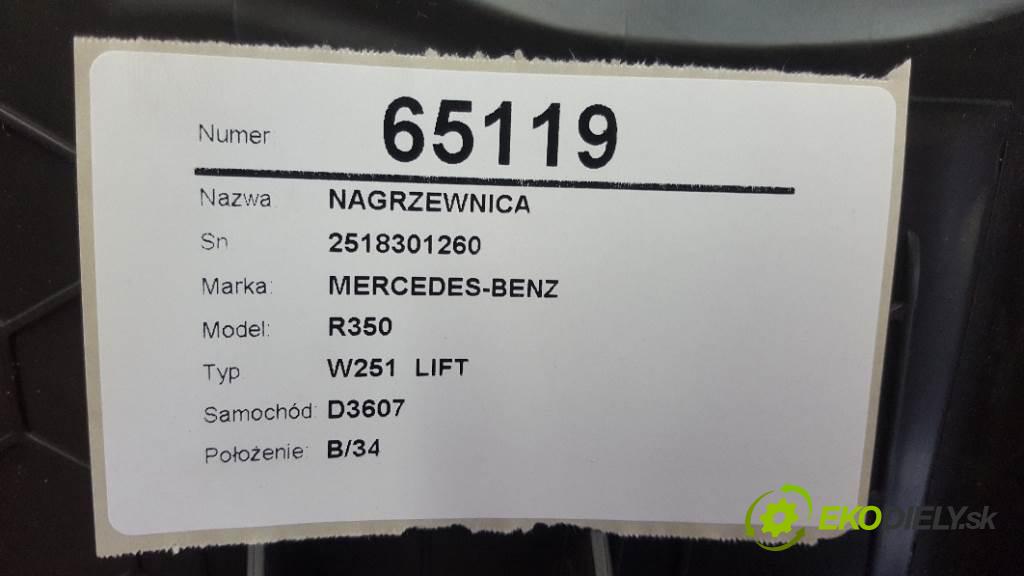 Numer 65119
Nazwa NAGRZEWNICA
Sn 2518301260
Marka: MERCEDES-BENZ
Model: R350
Typ W251 LIFT
Samochód: D3607
Położenie: B/34
EKODIELY.sk